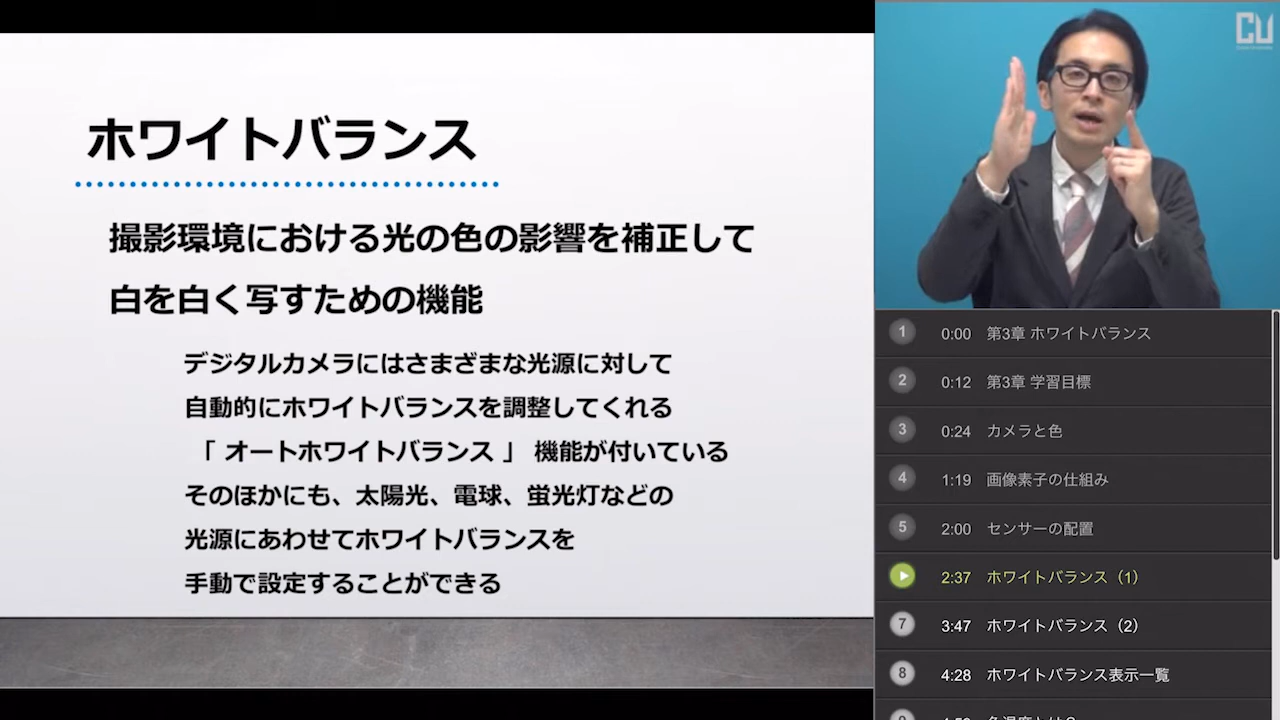 ホワイトバランス
撮影環境における光の色の影響を補正して
白を白く写すための機能
デジタルカメラにはさまざまな光源に対して
自動的にホワイトバランスを調整してくれる
「 オートホワイトバランス 」 機能が付いている
そのほかにも、太陽光、電球、蛍光灯などの
光源にあわせてホワイトバランスを
手動で設定することができる
CU
1 0:00 第3章 ホワイトバランス
2 0:12 第3章 学習目標
3 0:24 カメラと色
4 1:19 画像素子の仕組み
5 2:00 センサーの配置
2:37 ホワイトバランス（1）
7 3:47 ホワイトバランス（2）
8 4:28 ホワイトバランス表示一覧